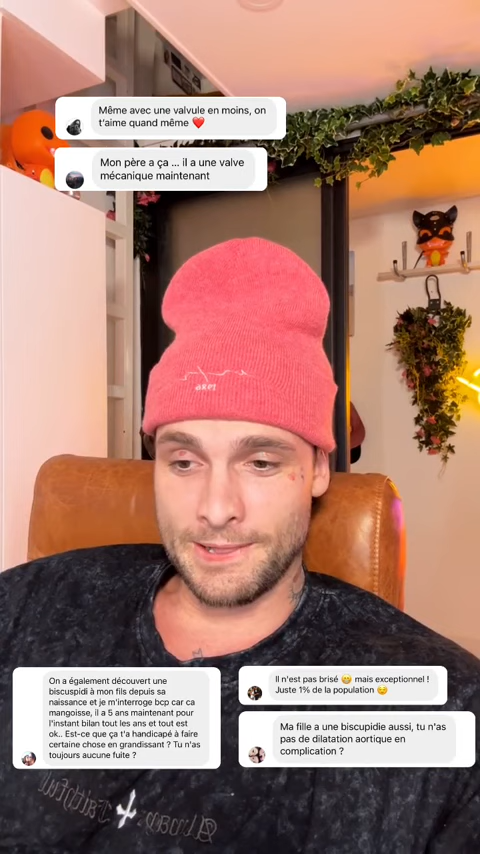 Même avec une valvule en moins, on
t'aime quand même ❤️
Mon père a ça ... il a une valve
mécanique maintenant
On a également découvert une
biscuspidi à mon fils depuis sa
naissance et je m'interroge bcp car ca
mangoisse, il a 5 ans maintenant pour
l'instant bilan tout les ans et tout est
ok.. Est-ce que ça t'a handicapé à faire
certaine chose en grandissant ? Tu n'as
toujours aucune fuite ?
Il n'est pas brisé 😁 mais exceptionnel !
Juste 1% de la population 😌
Ma fille a une biscupidie aussi, tu n'as
pas de dilatation aortique en
complication ?
Faithful